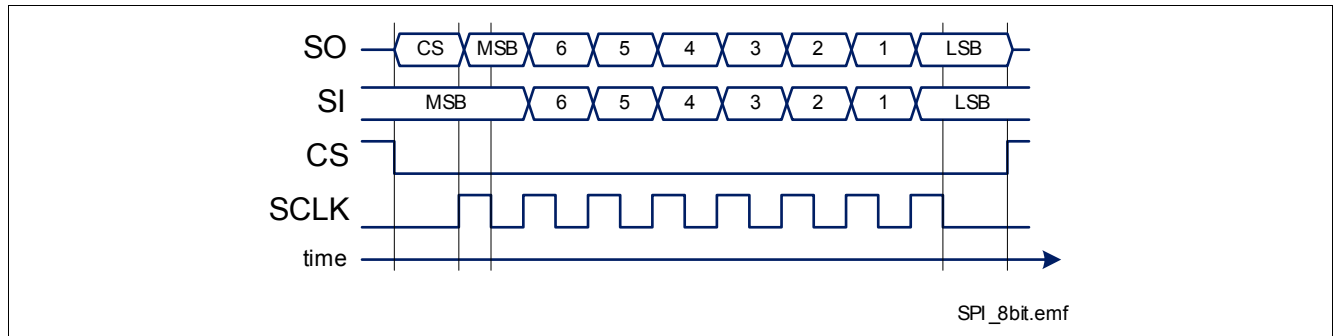 SO CS MSB 6 5 4 3 2 1 LSB
SI MSB 6 5 4 3 2 1 LSB
CS
SCLK
time
SPI_8bit.emf